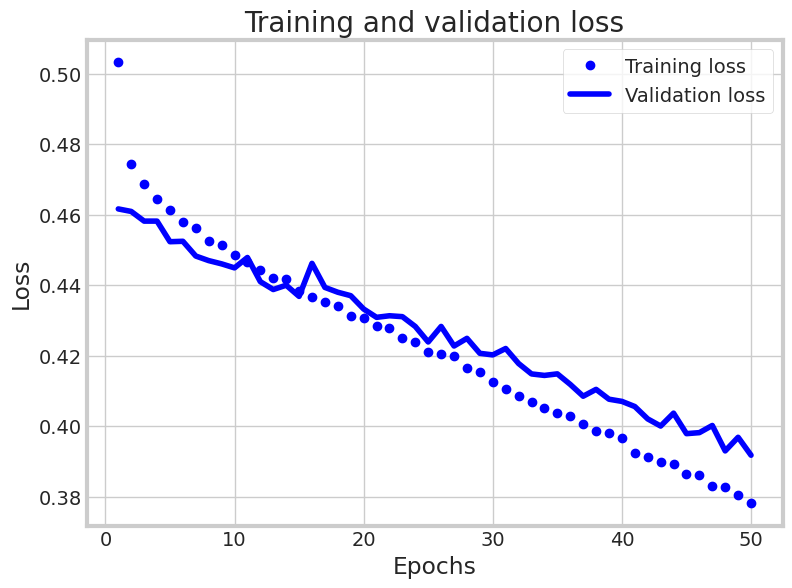 Training and validation loss
Training loss
Validation loss
0.50
0.48
0.46
0.44
0.42
0.40
0.38
Loss
0
10
20
30
40
50
Epochs